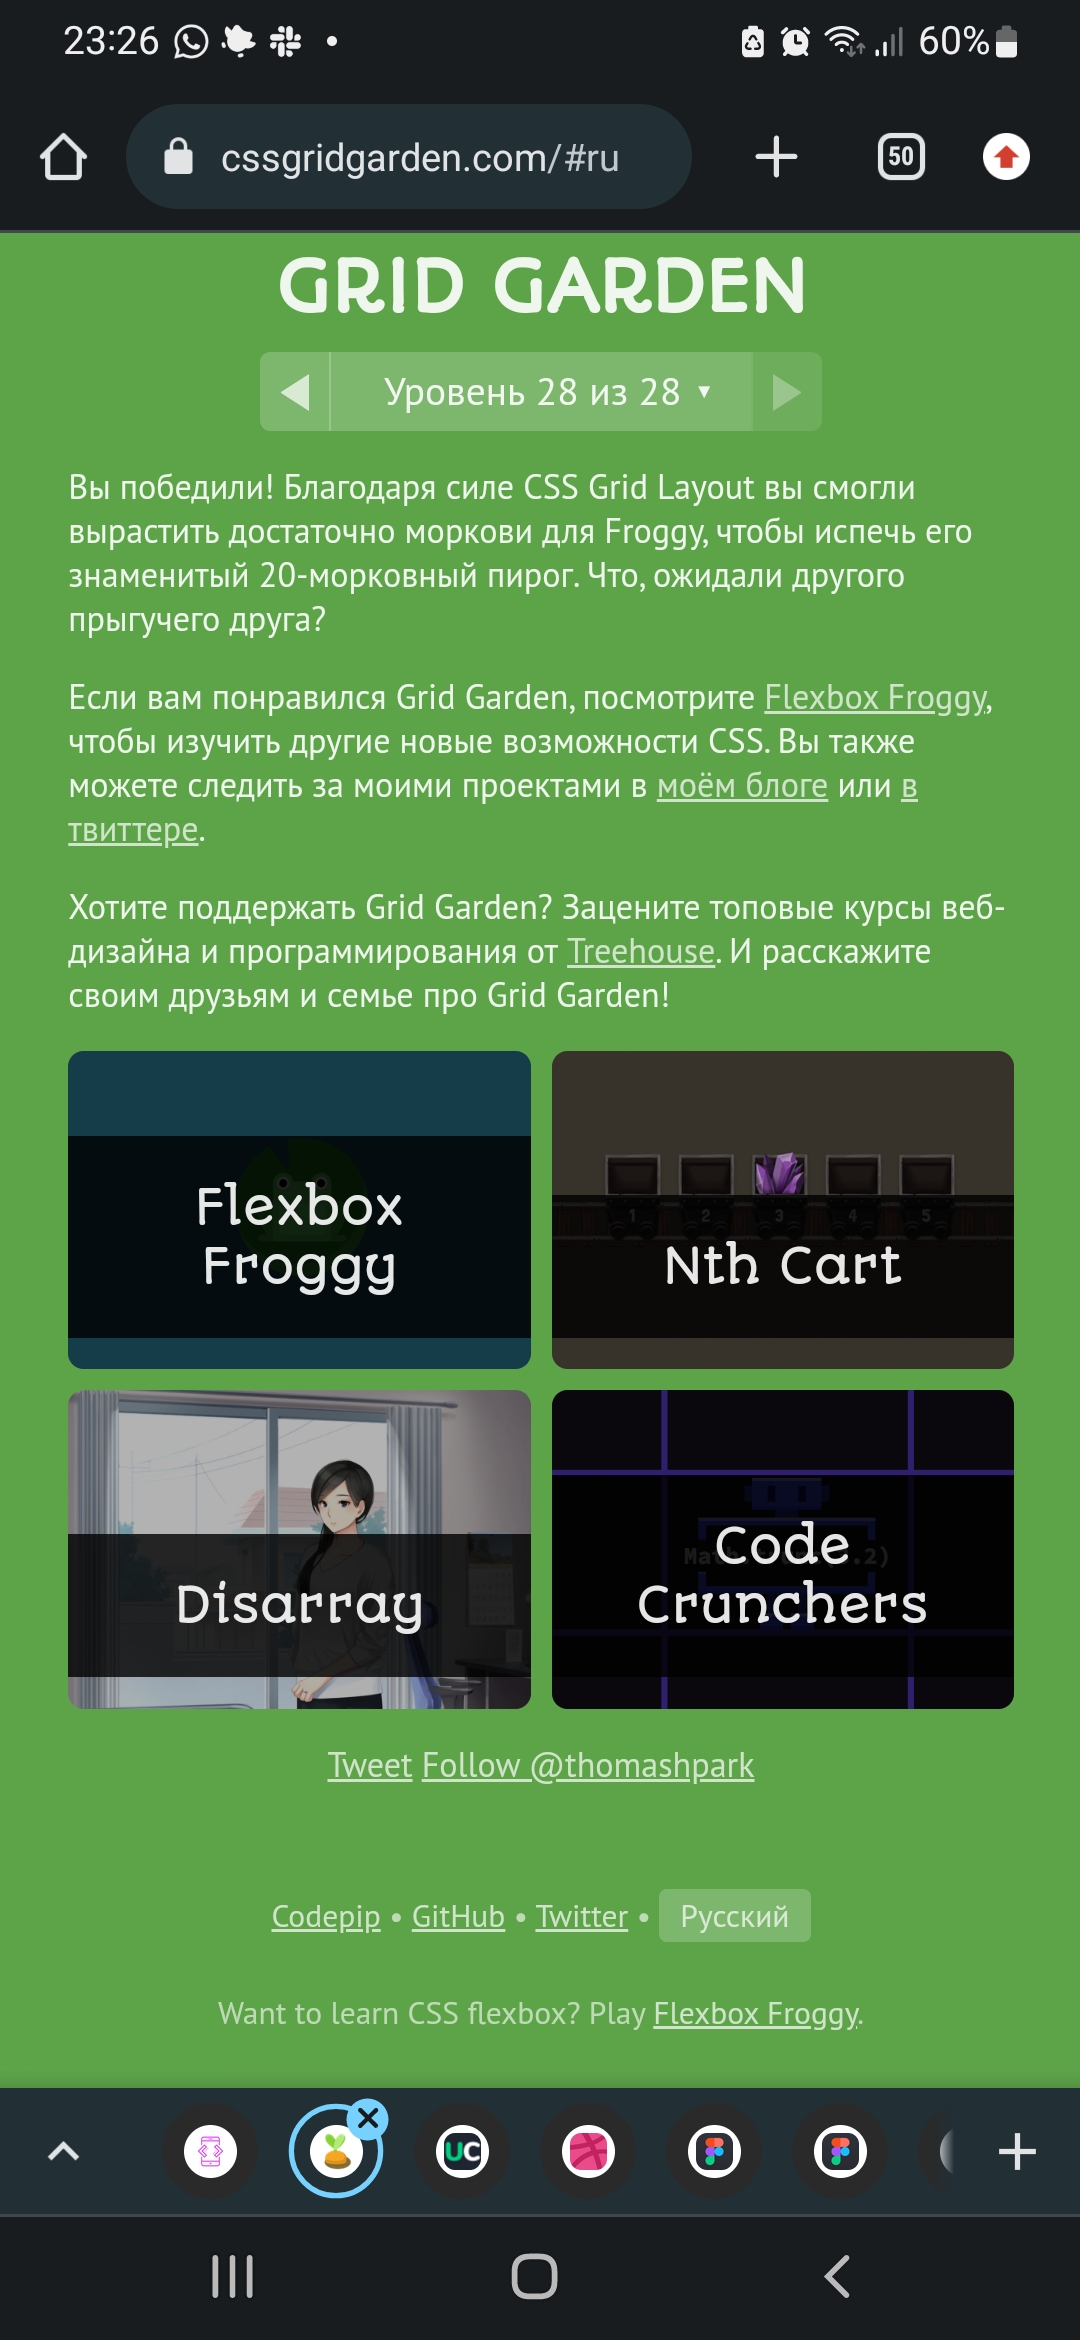 23:26
60%
cssgridgarden.com/#ru
50
GRID GARDEN
Уровень 28 из 28
Вы победили! Благодаря силе CSS Grid Layout вы смогли
вырастить достаточно моркови для Froggy, чтобы испечь его
знаменитый 20-морковный пирог. Что, ожидали другого
прыгучего друга?
Если вам понравился Grid Garden, посмотрите Flexbox Froggy,
чтобы изучить другие новые возможности CSS. Вы также
можете следить за моими проектами в моём блоге или в
твиттере.
Хотите поддержать Grid Garden? Зацените топовые курсы веб-
дизайна и программирования от Treehouse. И расскажите
своим друзьям и семье про Grid Garden!
Flexbox
Froggy
1 2 3 4 5
Nth Cart
Disarray
Code
Crunchers
Tweet Follow @thomashpark
Codepip • GitHub • Twitter • Русский
Want to learn CSS flexbox? Play Flexbox Froggy.
UC